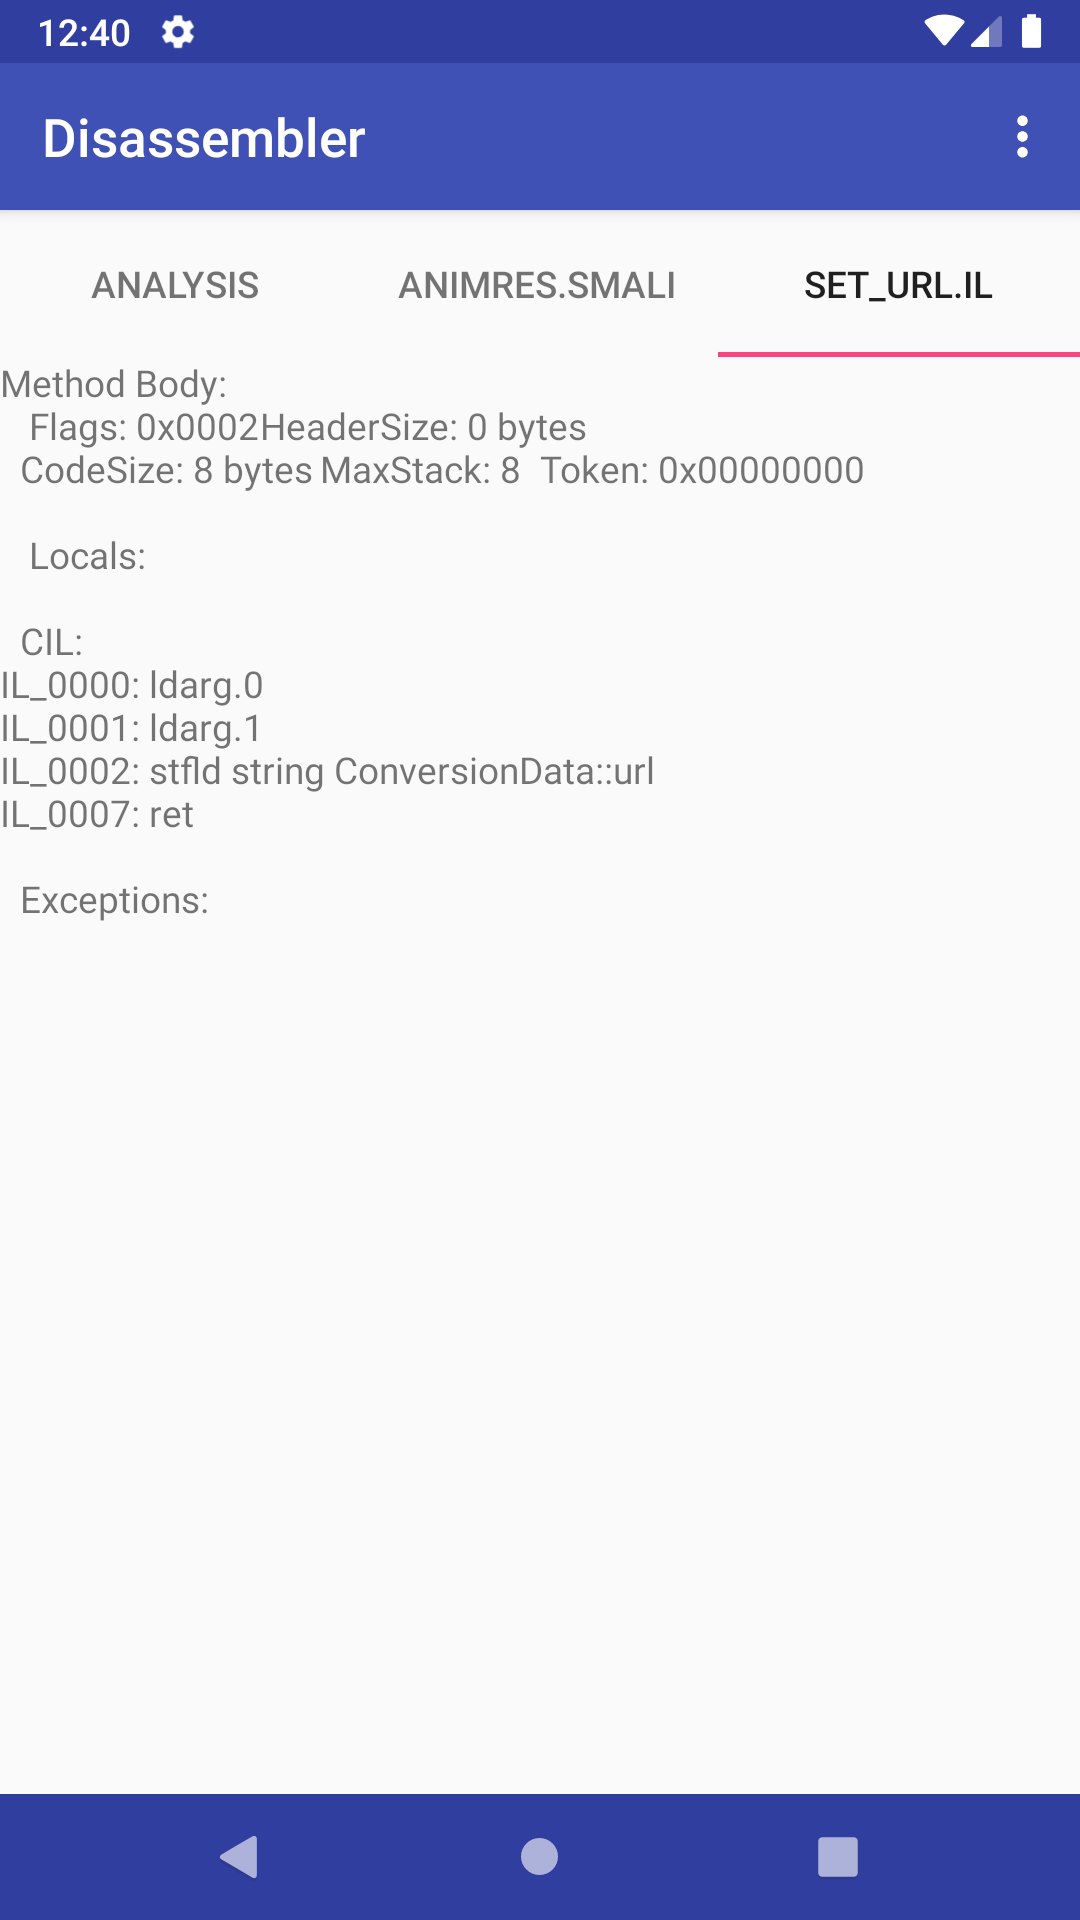 12:40
Disassembler
ANALYSIS ANIMRES.SMALI SET_URL.IL
Method Body:
Flags: 0x0002HeaderSize: 0 bytes
CodeSize: 8 bytes MaxStack: 8 Token: 0x00000000
Locals:
CIL:
IL_0000: ldarg.0
IL_0001: ldarg.1
IL_0002: stfld string ConversionData::url
IL_0007: ret
Exceptions: